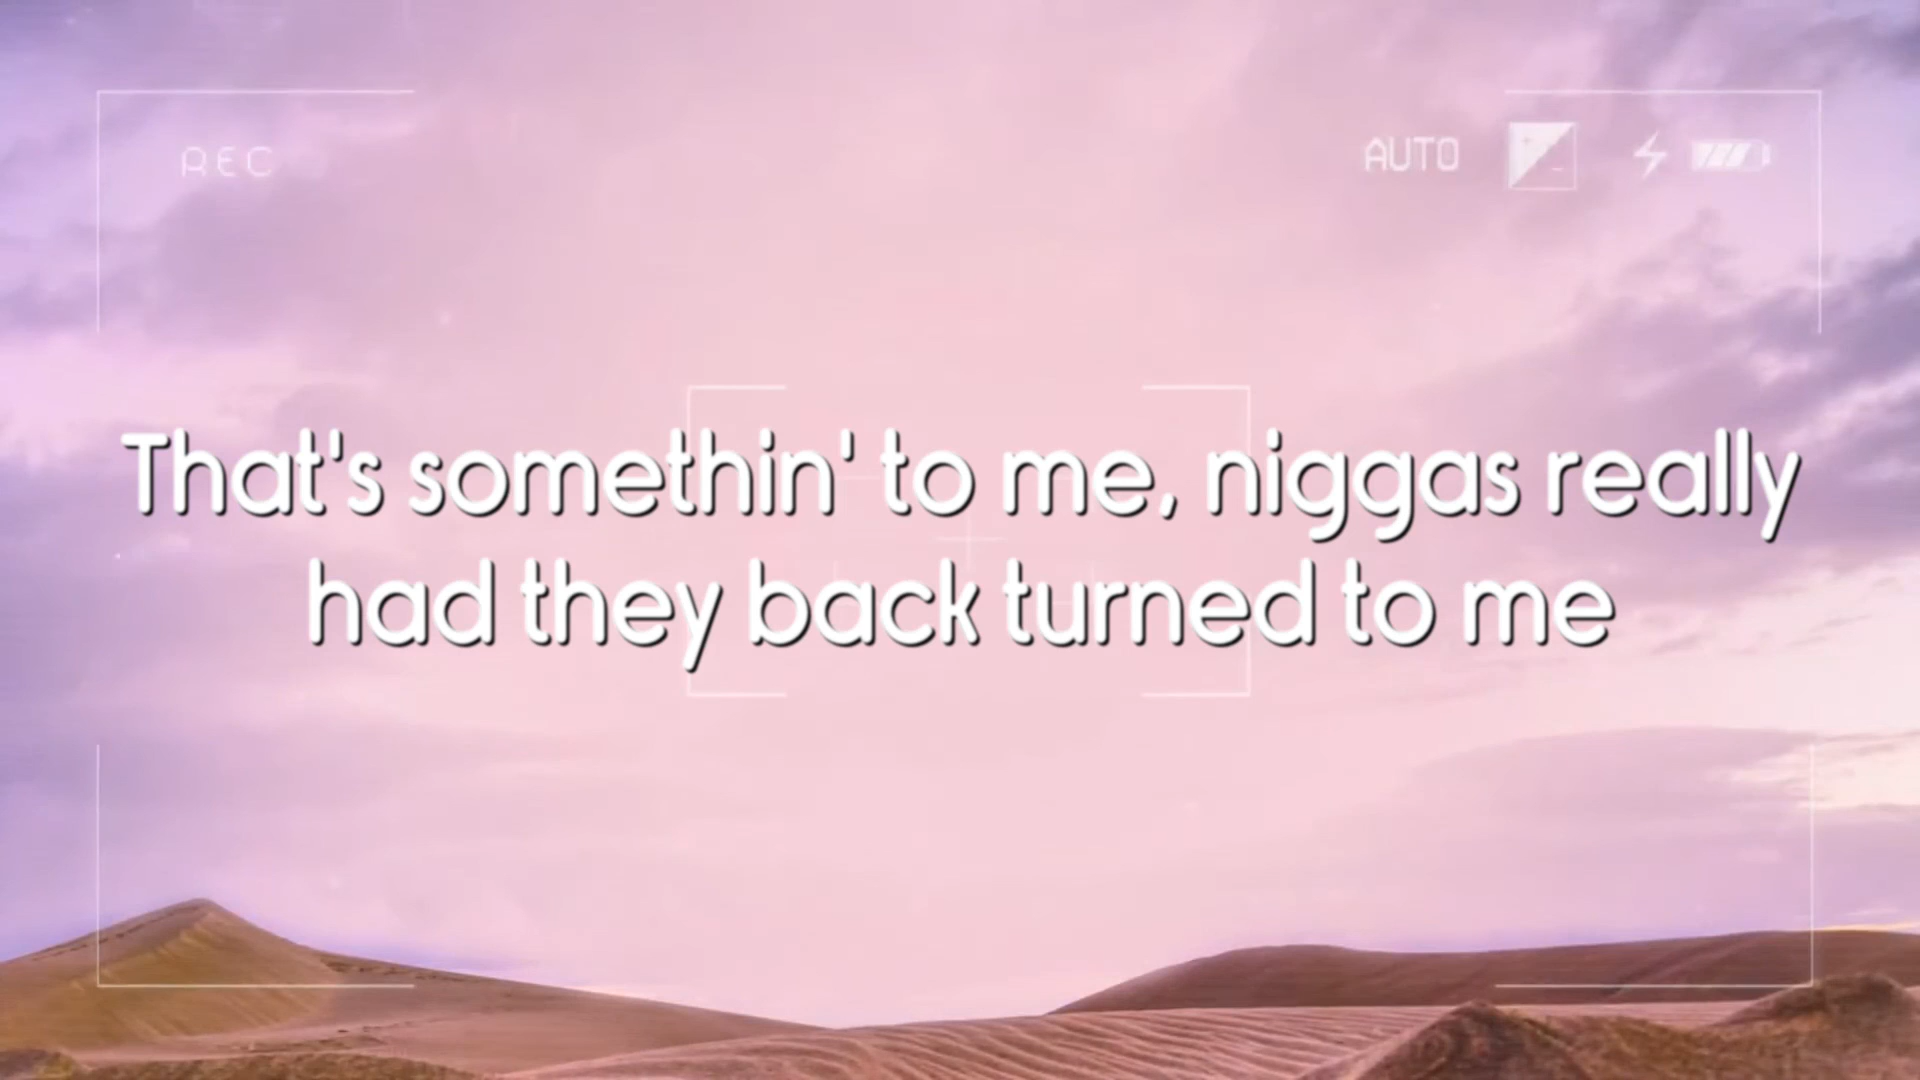 REC
AUTO
That's somethin' to me, niggas really
had they back turned to me